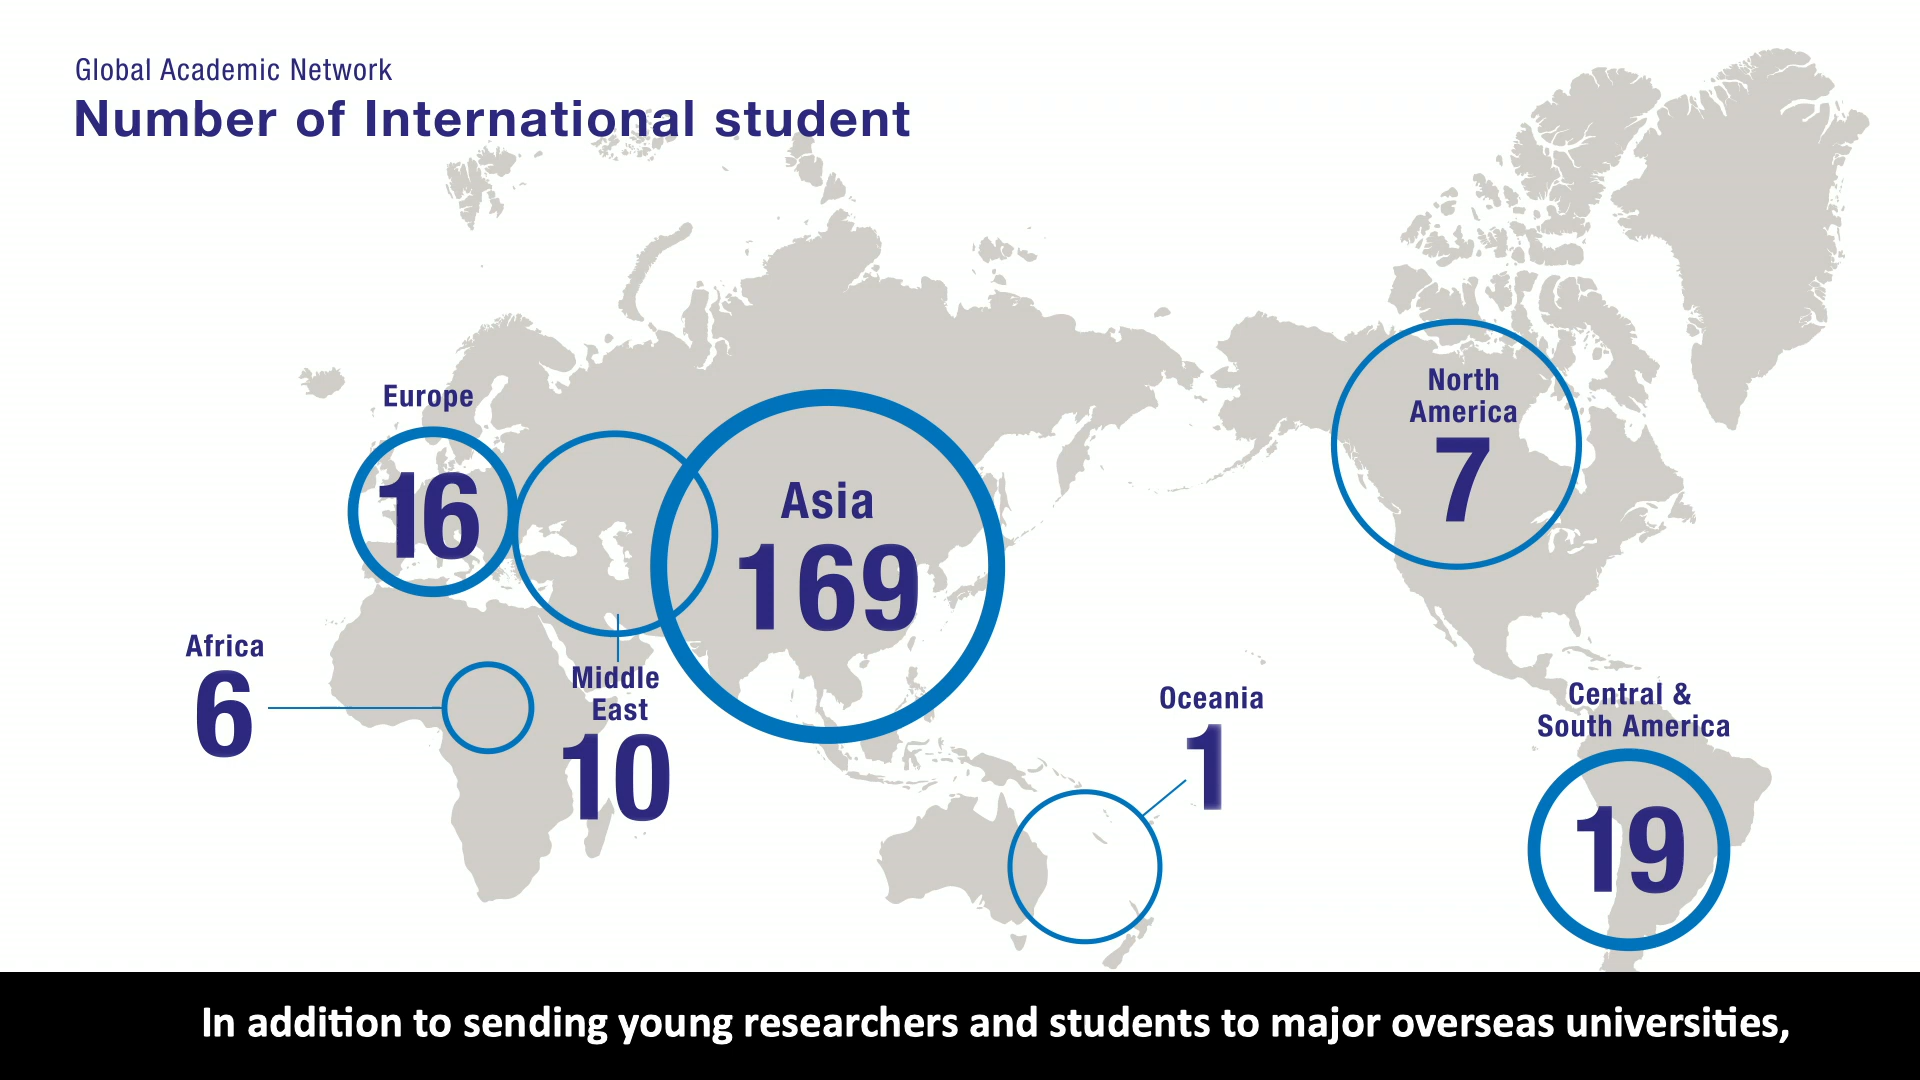 Global Academic Network
Number of International student
Europe
16
Asia
169
North
America
7
Africa
6
Middle
East
10
Oceania
1
Central &
South America
19
In addition to sending young researchers and students to major overseas universities,